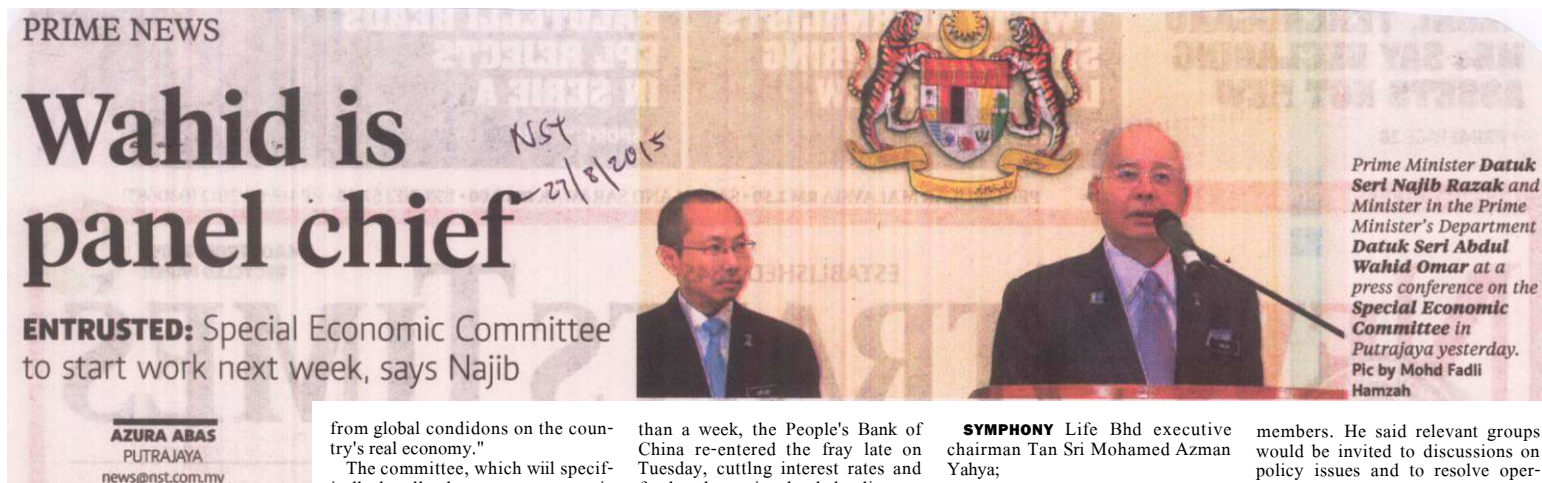 PRIME NEWS
Wahid is
panel chief
NST
27/8/2015
ENTRUSTED: Special Economic Committee
to start work next week, says Najib
Prime Minister Datuk
Seri Najib Razak and
Minister in the Prime
Minister's Department
Datuk Seri Abdul
Wahid Omar at a
press conference on the
Special Economic
Committee in
Putrajaya yesterday.
Pic by Mohd Fadli
Hamzah
AZURA ABAS
PUTRAJAYA
news@nst.com.my
from global condidons on the coun-
try's real economy."
The committee, which wiil specif-
than a week, the People's Bank of
China re-entered the fray late on
Tuesday, cuttlng interest rates and
SYMPHONY Life Bhd executive
chairman Tan Sri Mohamed Azman
Yahya;
members. He said relevant groups
would be invited to discussions on
policy issues and to resolve oper-